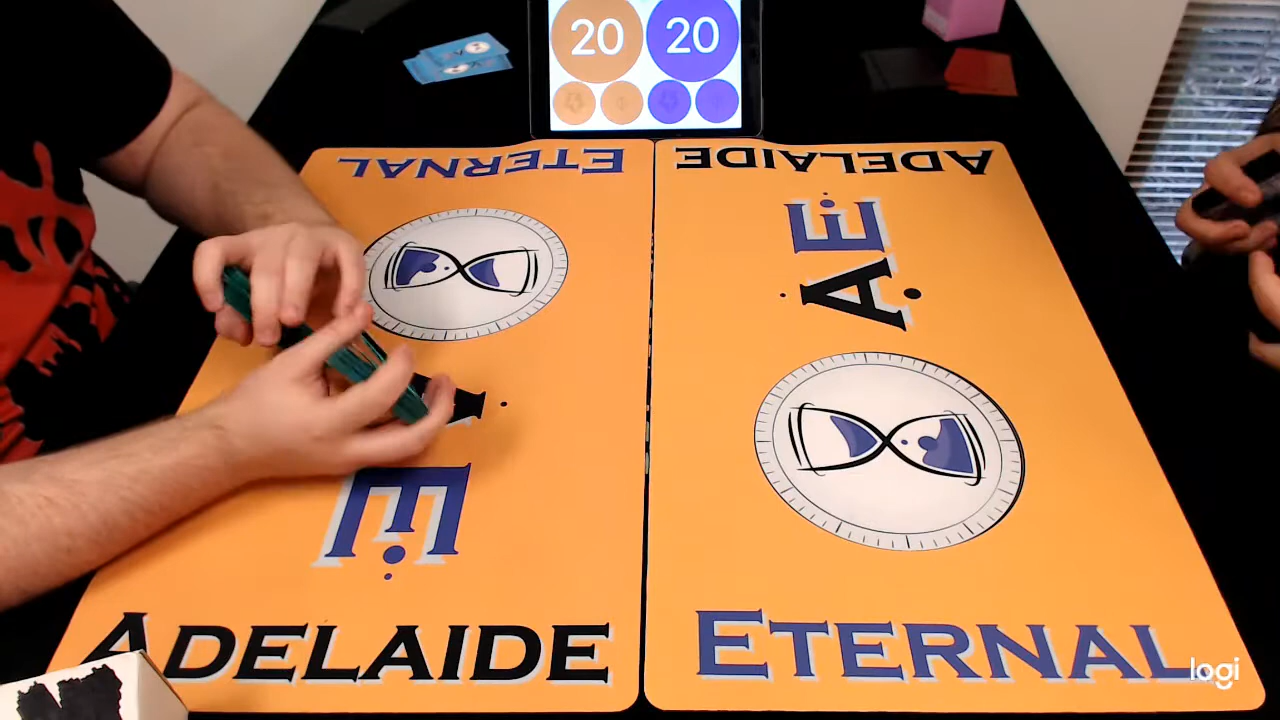 20 20
ETERNAL ADELAIDE
AE
AE
ADELAIDE ETERNAL
logi